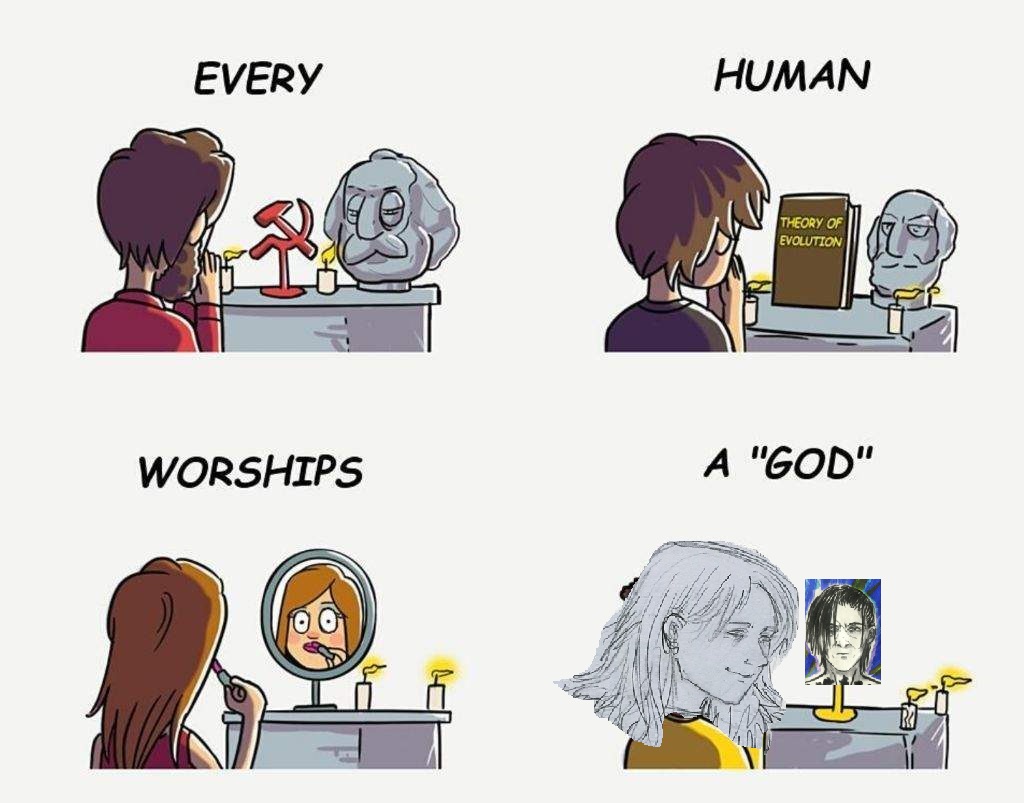 EVERY
HUMAN
THEORY OF
EVOLUTION
WORSHIPS
A "GOD"